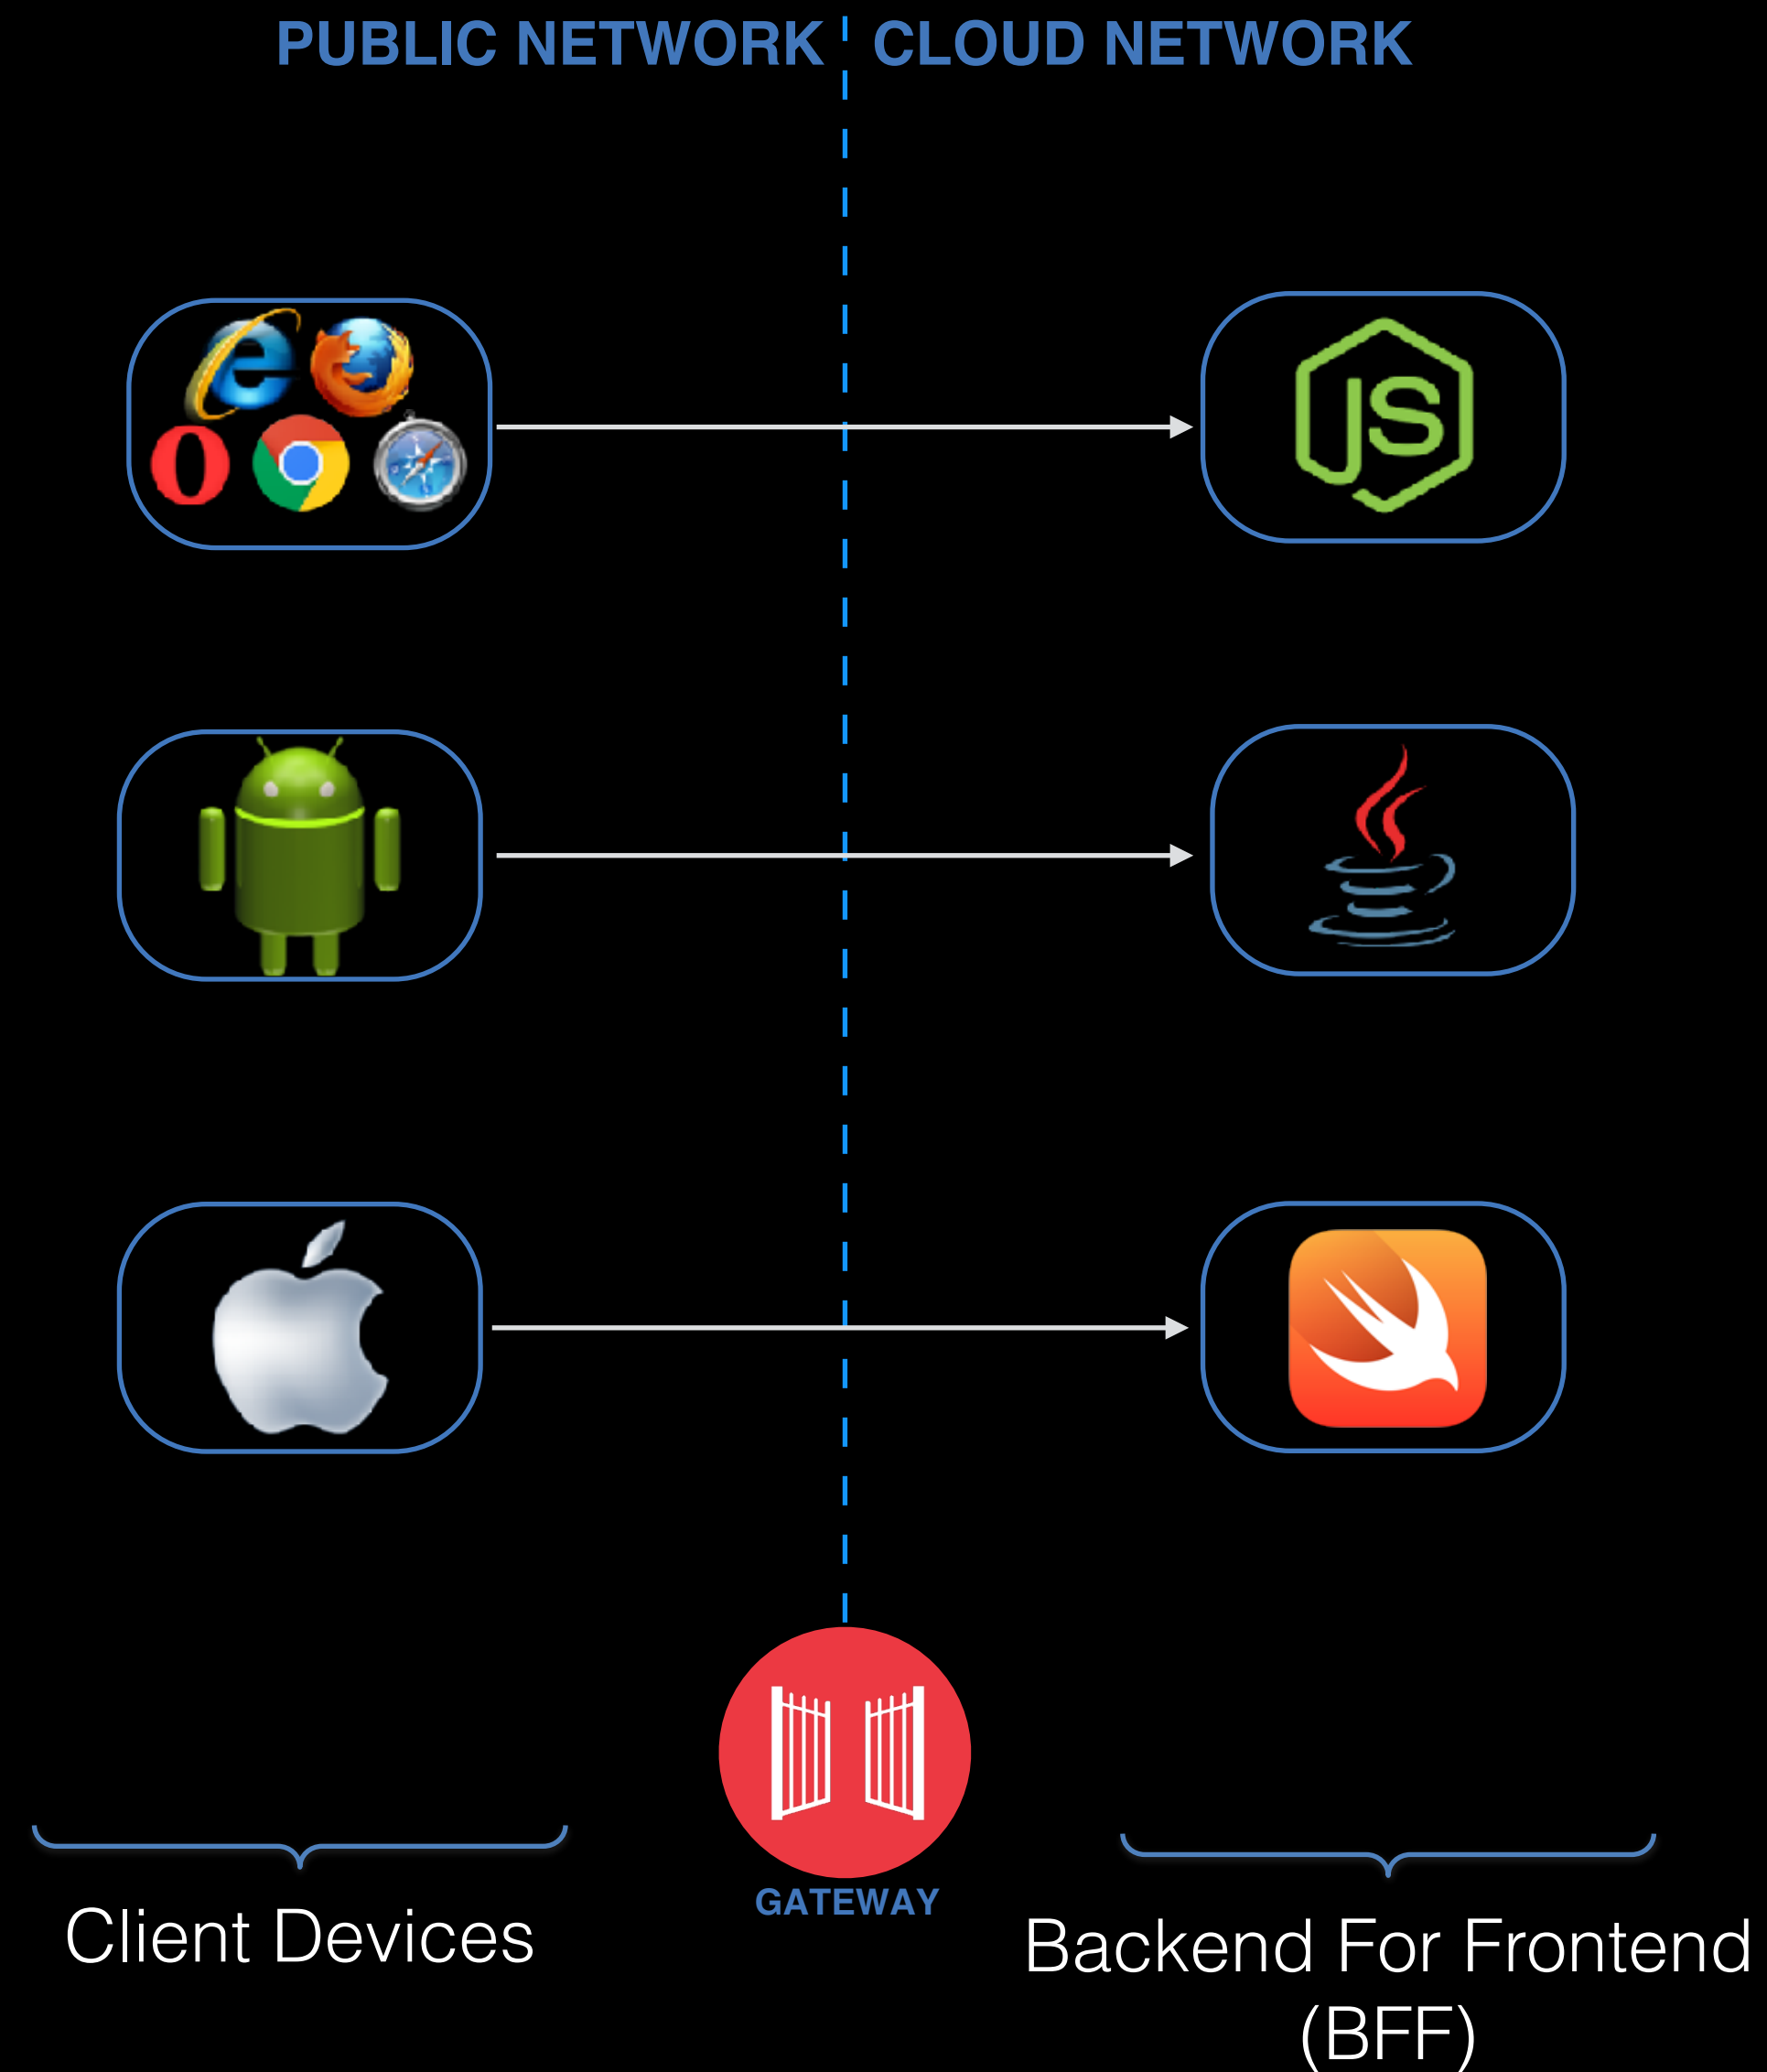 PUBLIC NETWORK
CLOUD NETWORK
JS
GATEWAY
Client Devices
Backend For Frontend
(BFF)